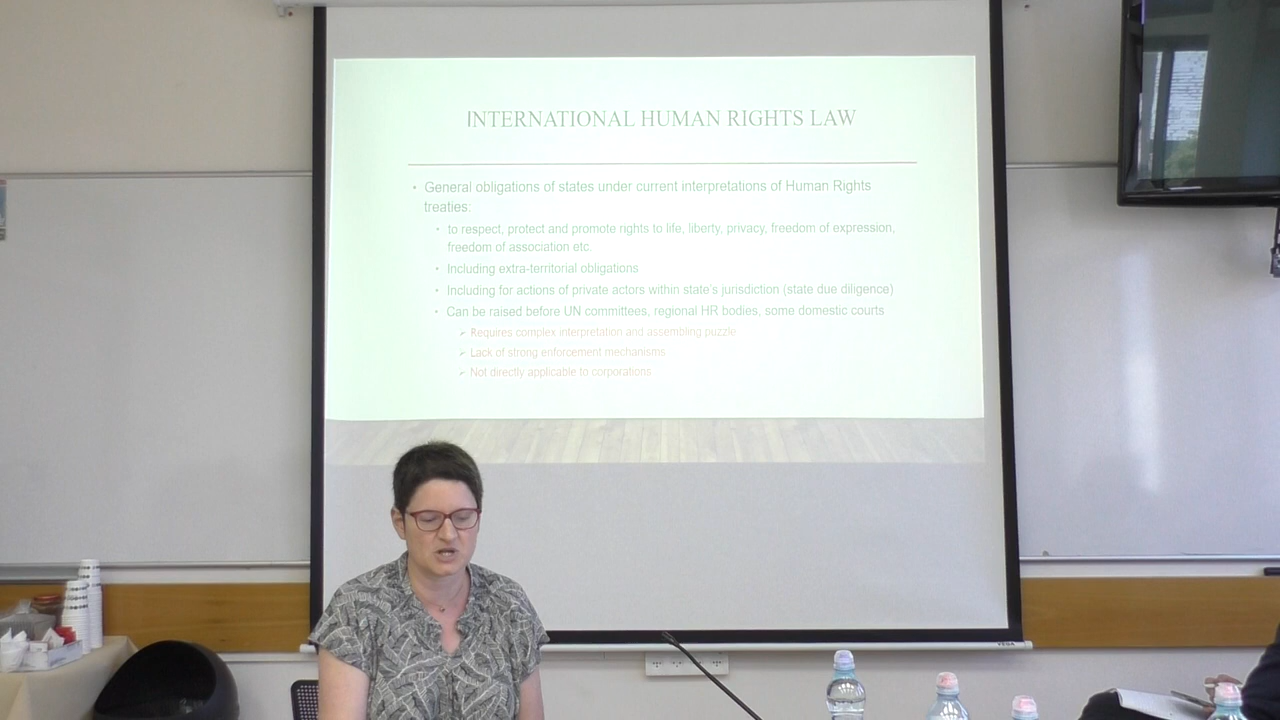 INTERNATIONAL HUMAN RIGHTS LAW
• General obligations of states under current interpretations of Human Rights
treaties:
• to respect, protect and promote rights to life, liberty, privacy, freedom of expression,
freedom of association etc.
• Including extra-territorial obligations
• Including for actions of private actors within state's jurisdiction (state due diligence)
• Can be raised before UN committees, regional HR bodies, some domestic courts
➢ Requires complex interpretation and assembling puzzle
➢ Lack of strong enforcement mechanisms
➢ Not directly applicable to corporations